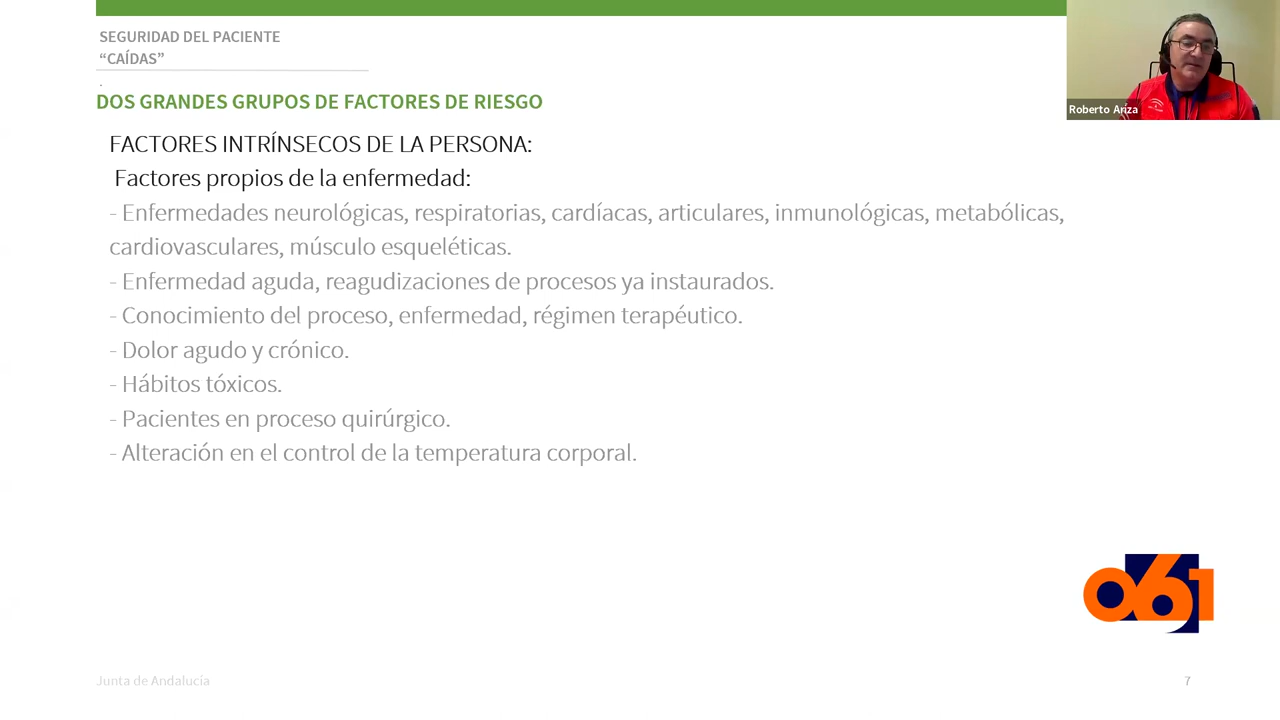 SEGURIDAD DEL PACIENTE
“CAÍDAS”
.
DOS GRANDES GRUPOS DE FACTORES DE RIESGO
FACTORES INTRÍNSECOS DE LA PERSONA:
Factores propios de la enfermedad:
- Enfermedades neurológicas, respiratorias, cardíacas, articulares, inmunológicas, metabólicas,
cardiovasculares, músculo esqueléticas.
- Enfermedad aguda, reagudizaciones de procesos ya instaurados.
- Conocimiento del proceso, enfermedad, régimen terapéutico.
- Dolor agudo y crónico.
- Hábitos tóxicos.
- Pacientes en proceso quirúrgico.
- Alteración en el control de la temperatura corporal.
Roberto Ariza
061
Junta de Andalucía
7